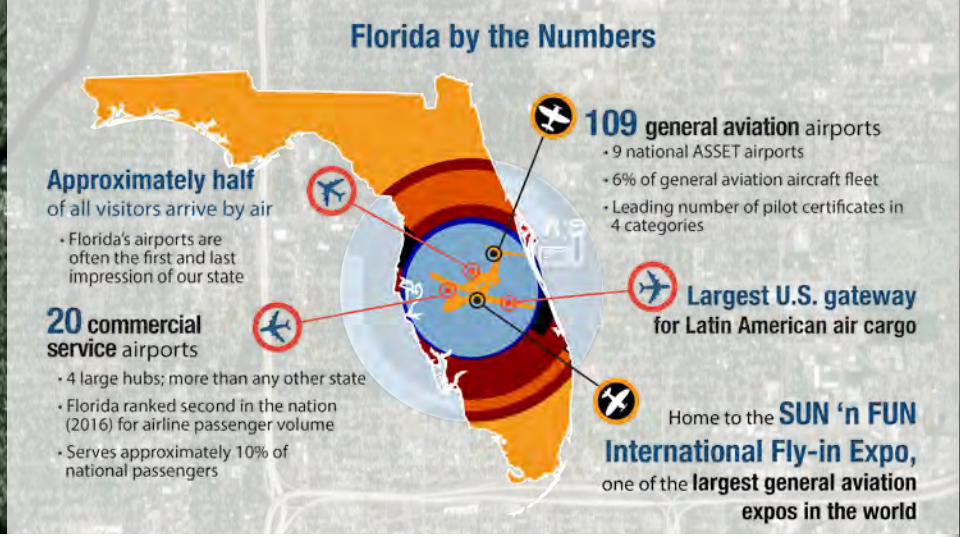 Florida by the Numbers
Approximately half
of all visitors arrive by air
• Florida's airports are
often the first and last
impression of our state
20 commercial
service airports
• 4 large hubs; more than any other state
• Florida ranked second in the nation
(2016) for airline passenger volume
• Serves approximately 10% of
national passengers
109 general aviation airports
• 9 national ASSET airports
• 6% of general aviation aircraft fleet
• Leading number of pilot certificates in
4 categories
Largest U.S. gateway
for Latin American air cargo
Home to the SUN 'n FUN
International Fly-in Expo,
one of the largest general aviation
expos in the world